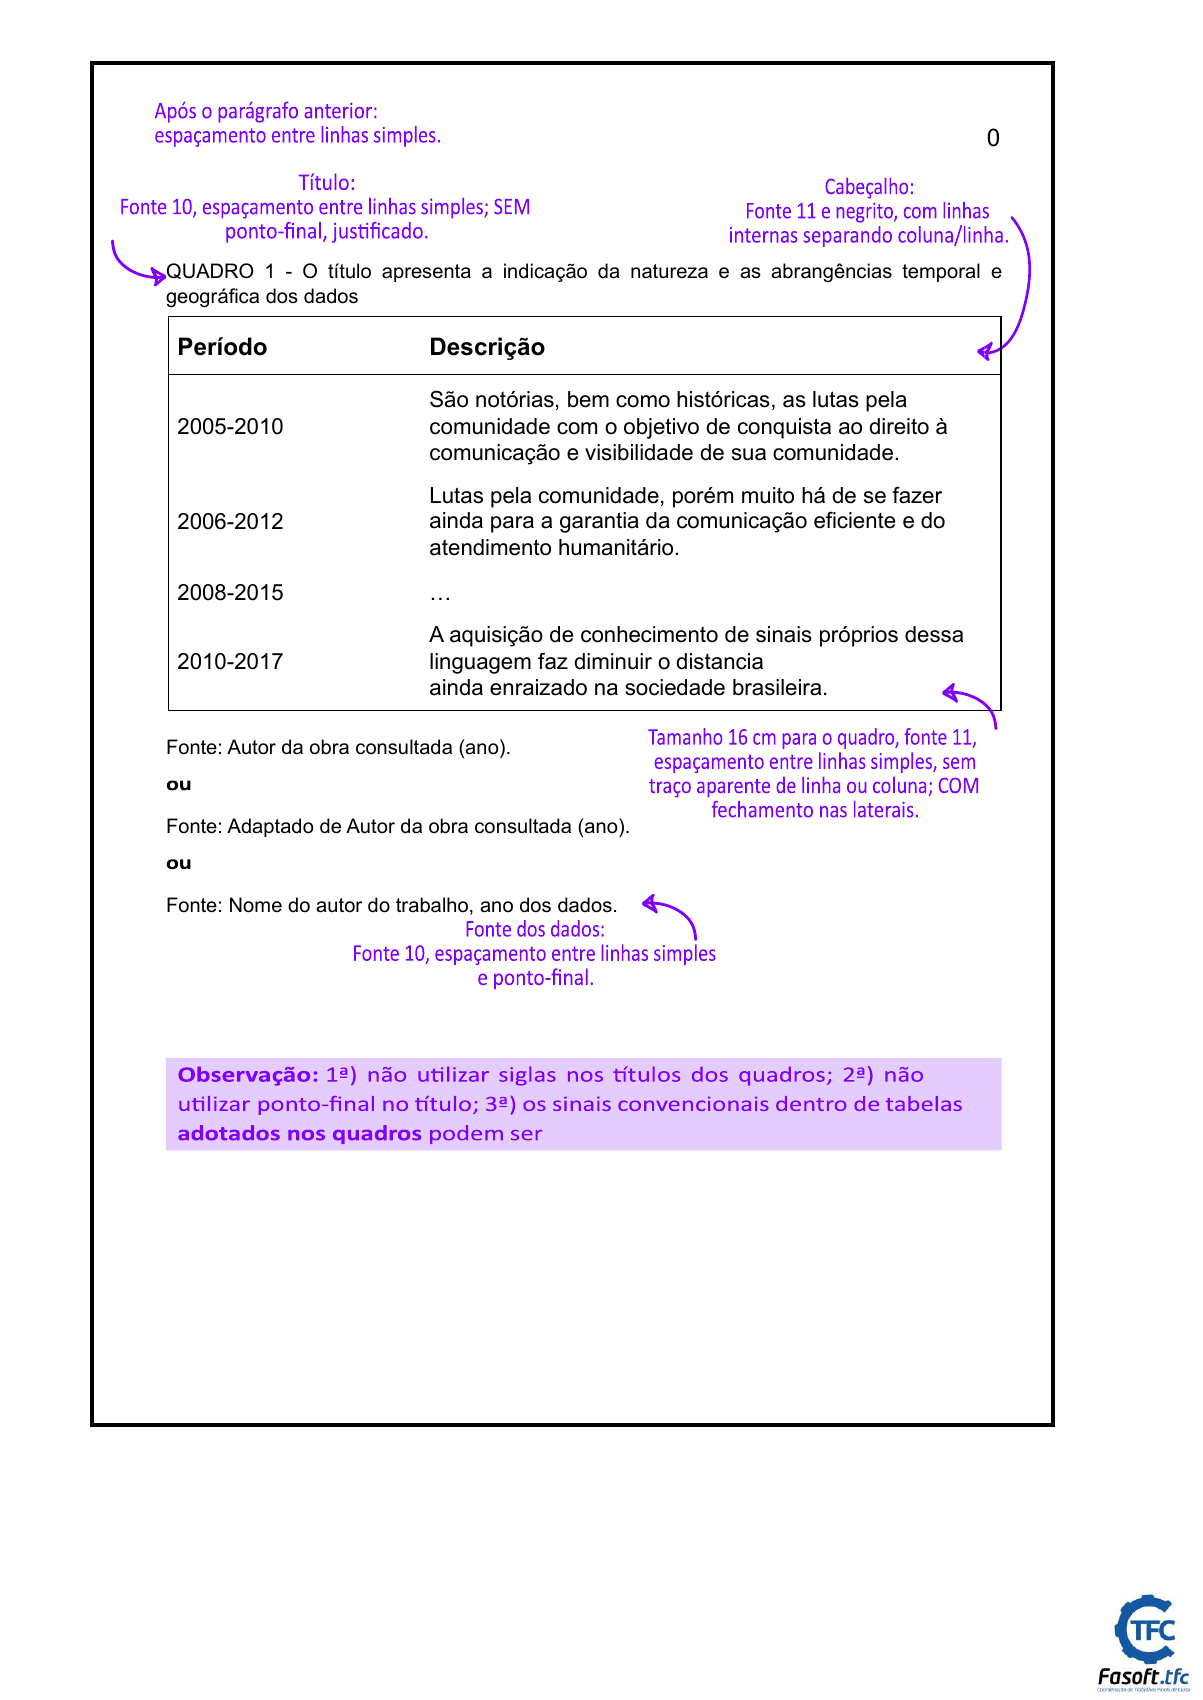 Após o parágrafo anterior:
espaçamento entre linhas simples.
0
Título:
Fonte 10, espaçamento entre linhas simples; SEM
ponto-final, justificado.
Cabeçalho:
Fonte 11 e negrito, com linhas
internas separando coluna/linha.
QUADRO 1 - O título apresenta a indicação da natureza e as abrangências temporal e
geográfica dos dados
Período Descrição
2005-2010
São notórias, bem como históricas, as lutas pela
comunidade com o objetivo de conquista ao direito à
comunicação e visibilidade de sua comunidade.
2006-2012
Lutas pela comunidade, porém muito há de se fazer
ainda para a garantia da comunicação eficiente e do
atendimento humanitário.
2008-2015 …
2010-2017
A aquisição de conhecimento de sinais próprios dessa
linguagem faz diminuir o distancia
ainda enraizado na sociedade brasileira.
Tamanho 16 cm para o quadro, fonte 11,
espaçamento entre linhas simples, sem
traço aparente de linha ou coluna; COM
fechamento nas laterais.
Fonte: Autor da obra consultada (ano).
ou
Fonte: Adaptado de Autor da obra consultada (ano).
ou
Fonte: Nome do autor do trabalho, ano dos dados.
Fonte dos dados:
Fonte 10, espaçamento entre linhas simples
e ponto-final.
Observação: 1ª) não utilizar siglas nos títulos dos quadros; 2ª) não
utilizar ponto-final no título; 3ª) os sinais convencionais dentro de tabelas
adotados nos quadros podem ser
TFC
Fasoft.tfc
Coordenação de Trabalhos Finais de Curso